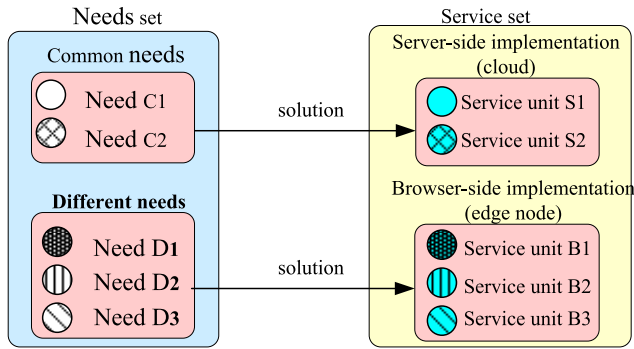 Needs set
Common needs
Need C1
Need C2
Different needs
Need D1
Need D2
Need D3
solution
solution
Service set
Server-side implementation
(cloud)
Service unit S1
Service unit S2
Browser-side implementation
(edge node)
Service unit B1
Service unit B2
Service unit B3